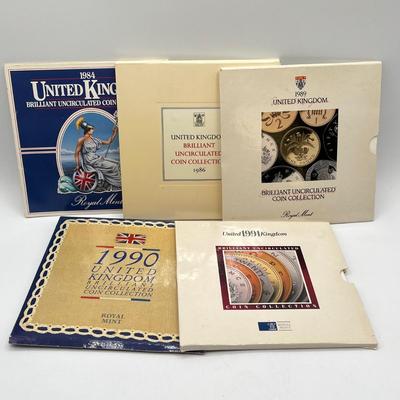 1984
UNITED
BRILLIANT UNCIRCULATED COIN
Royal Mint
UNITED KINGDOM
BRILLIANT
UNCIRCULATED
COIN COLLECTION
1986
1989
UNITED KINGDOM
BRILLIANT UNCIRCULATED
COIN COLLECTION
Royal Mint
1990
UNITED
KINGDOM
BRILLIANT
UNCIRCULATED
COIN COLLECTION
ROYAL
MINT
United 1991 Kingdom
BRILLIANT UNCIRCULATED
COIN COLLECTION